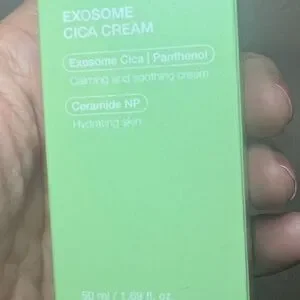 EXOSOME
CICA CREAM
Exosome Cica | Panthenol
Calming and soothing cream
Ceramide NP
Hydrating skin
50 ml / 1.69 fl. oz